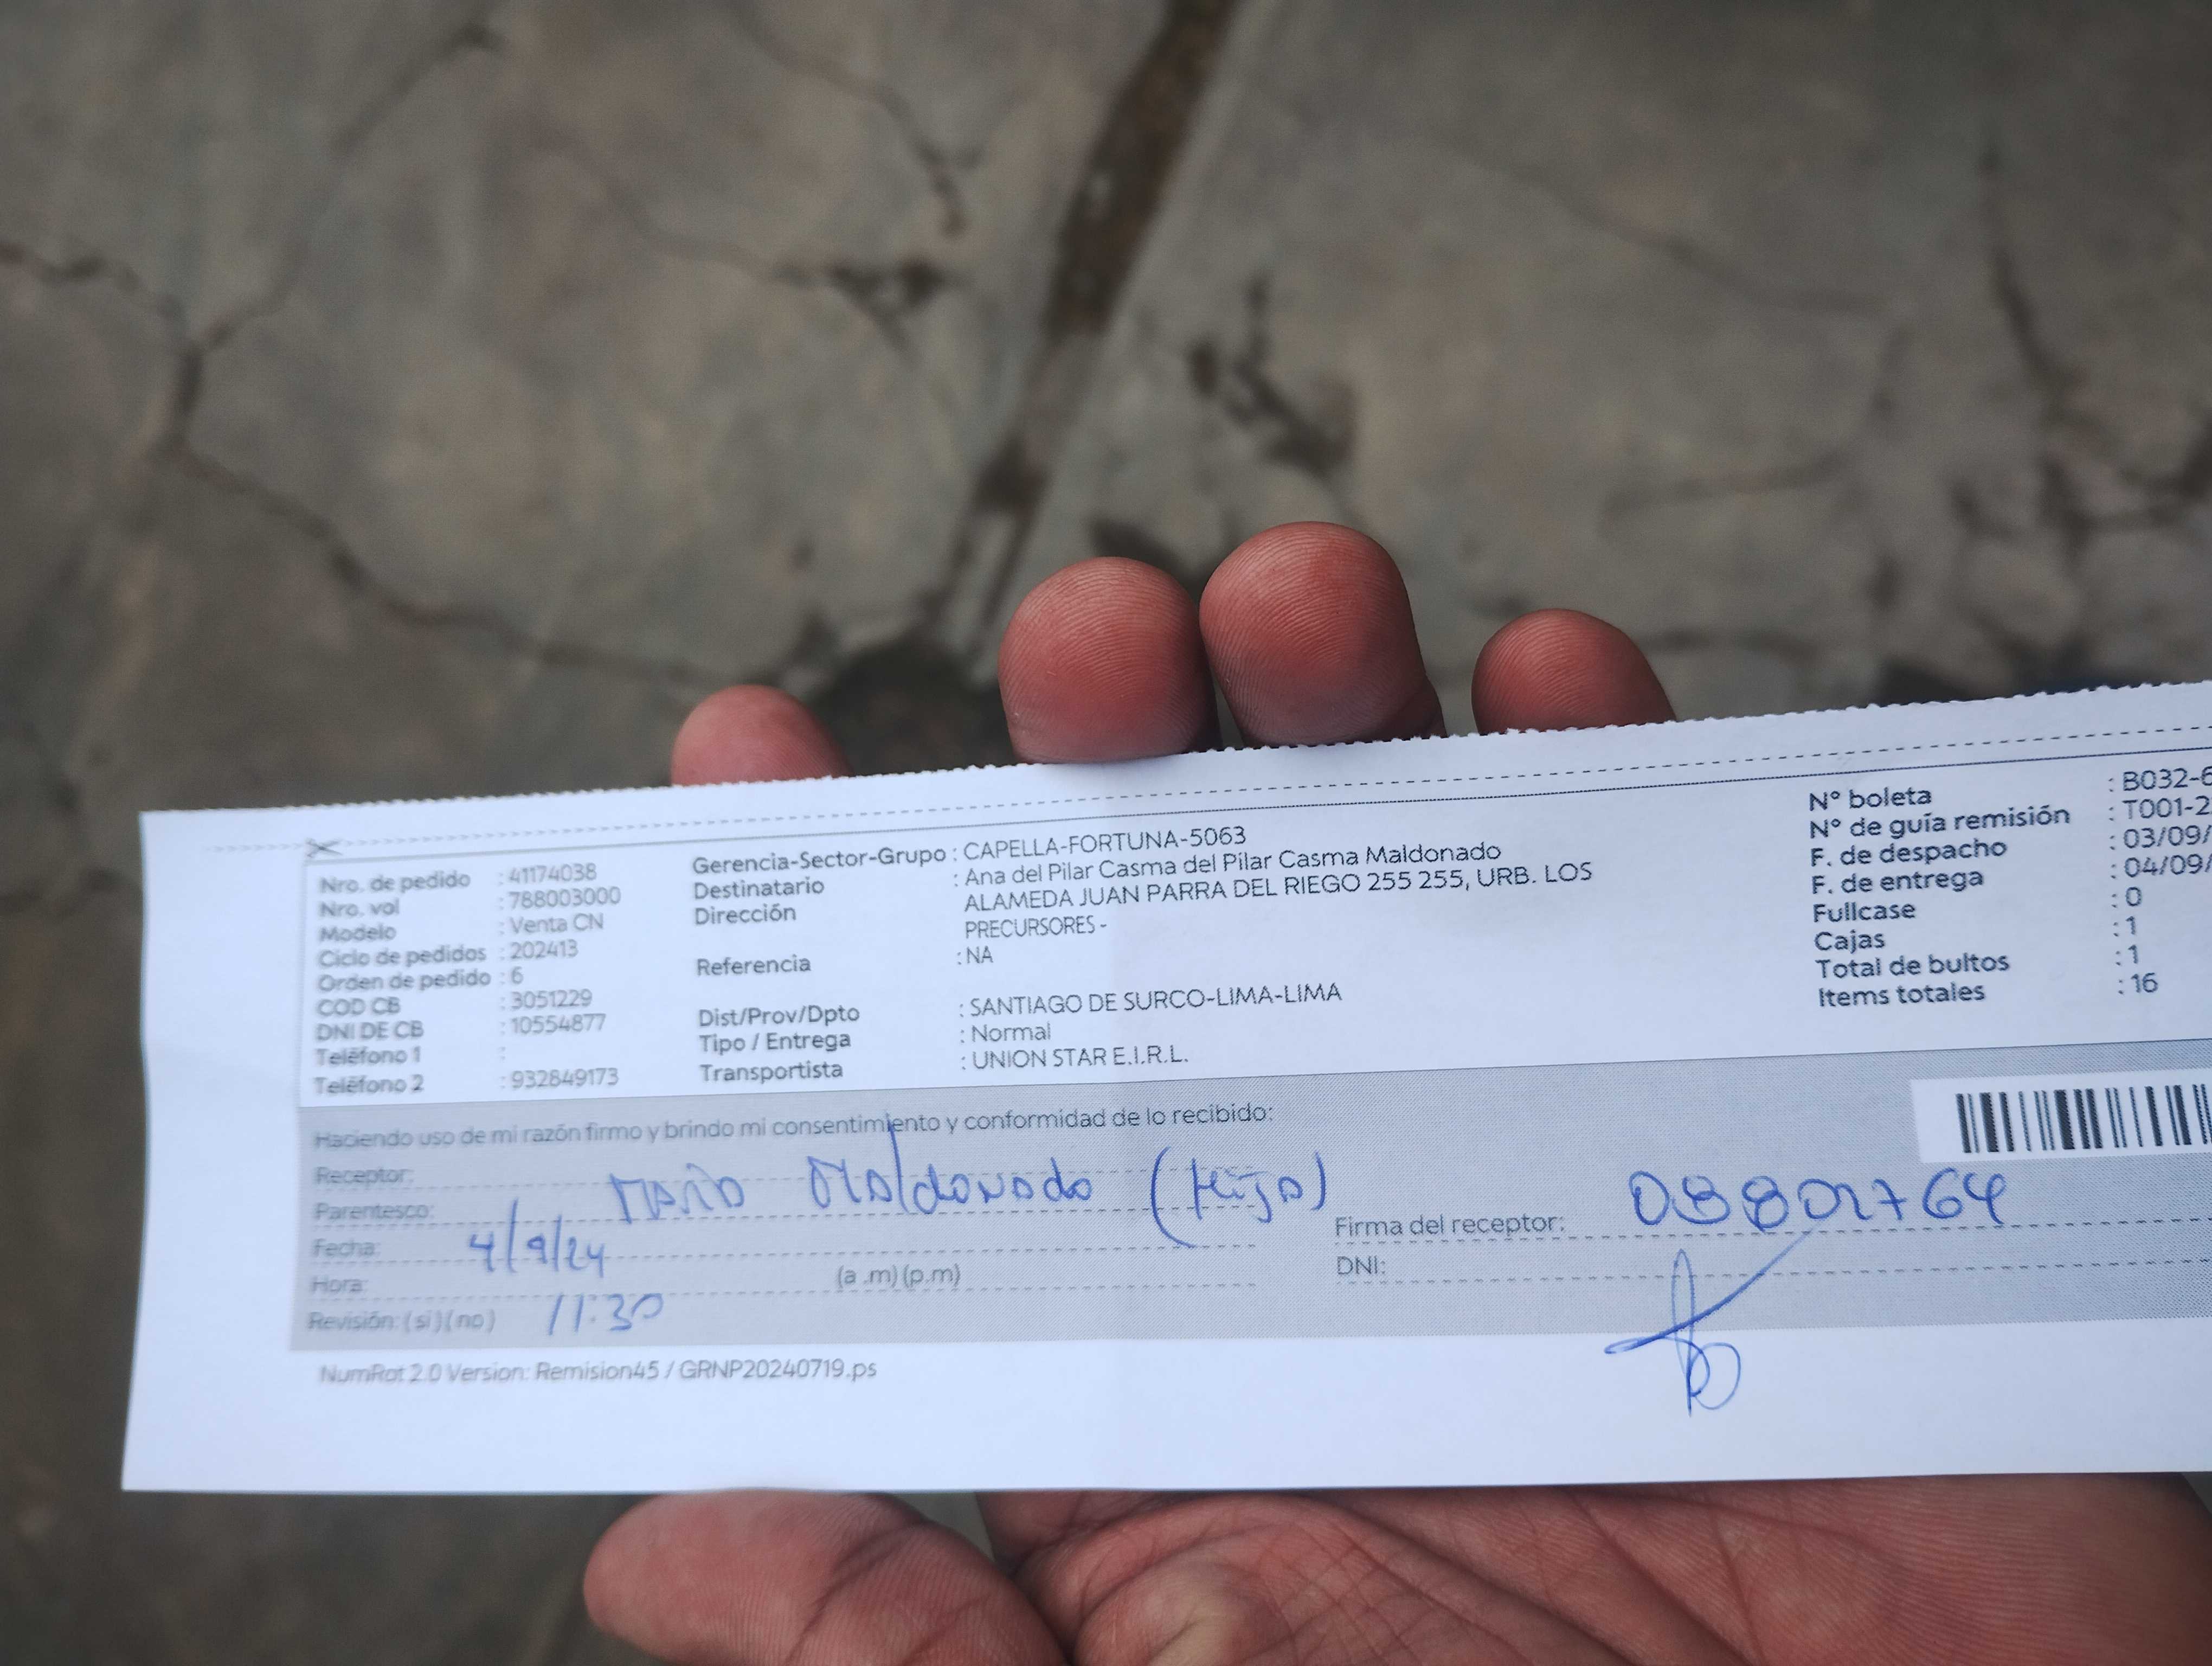 Nro. de pedido : 41174038
Nro. vol : 788003000
Modelo : Venta CN
Ciclo de pedidos : 202413
Orden de pedido : 6
COD CB : 3051229
DNI DE CB : 10554877
Teléfono 1 :
Teléfono 2 : 932849173
Gerencia-Sector-Grupo : CAPELLA-FORTUNA-5063
Destinatario : Ana del Pilar Casma del Pilar Casma Maldonado
Dirección ALAMEDA JUAN PARRA DEL RIEGO 255 255, URB. LOS
PRECURSORES -
Referencia : NA
Dist/Prov/Dpto : SANTIAGO DE SURCO-LIMA-LIMA
Tipo / Entrega : Normal
Transportista : UNION STAR E.I.R.L.
N° boleta : B032-6
N° de guía remisión : T001-2
F. de despacho : 03/09/
F. de entrega : 04/09/
Fullcase : 0
Cajas : 1
Total de bultos : 1
Items totales : 16
Haciendo uso de mi razón firmo y brindo mi consentimiento y conformidad de lo recibido:
Receptor:
Parentesco: Maldonado (Hija)
Fecha: 4/9/24
Hora: (a .m) (p.m)
Revisión: (si) (no) 11:30
Firma del receptor:
DNI:
NumRot 2.0 Version: Remision45 / GRNP20240719.ps